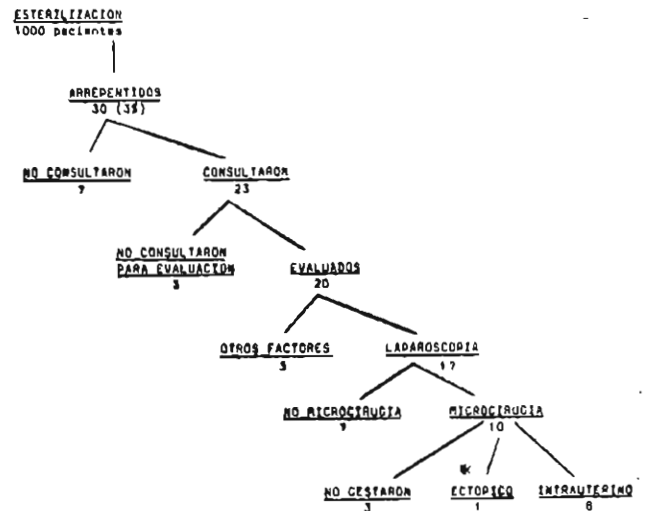 ESTERILIZACION
1000 pacientes
ARREPENTIDOS
30 (3%)
NO CONSULTARON CONSULTARON
7 23
NO CONSULTARON
PARA EVALUACION EVALUADOS
3 20
OTROS FACTORES LAPAROSCOPIA
3 17
NO MICROCIRUGIA MICROCIRUGIA
7 10
*
NO GESTARON ECTOPICO INTRAUTERINO
3 1 6